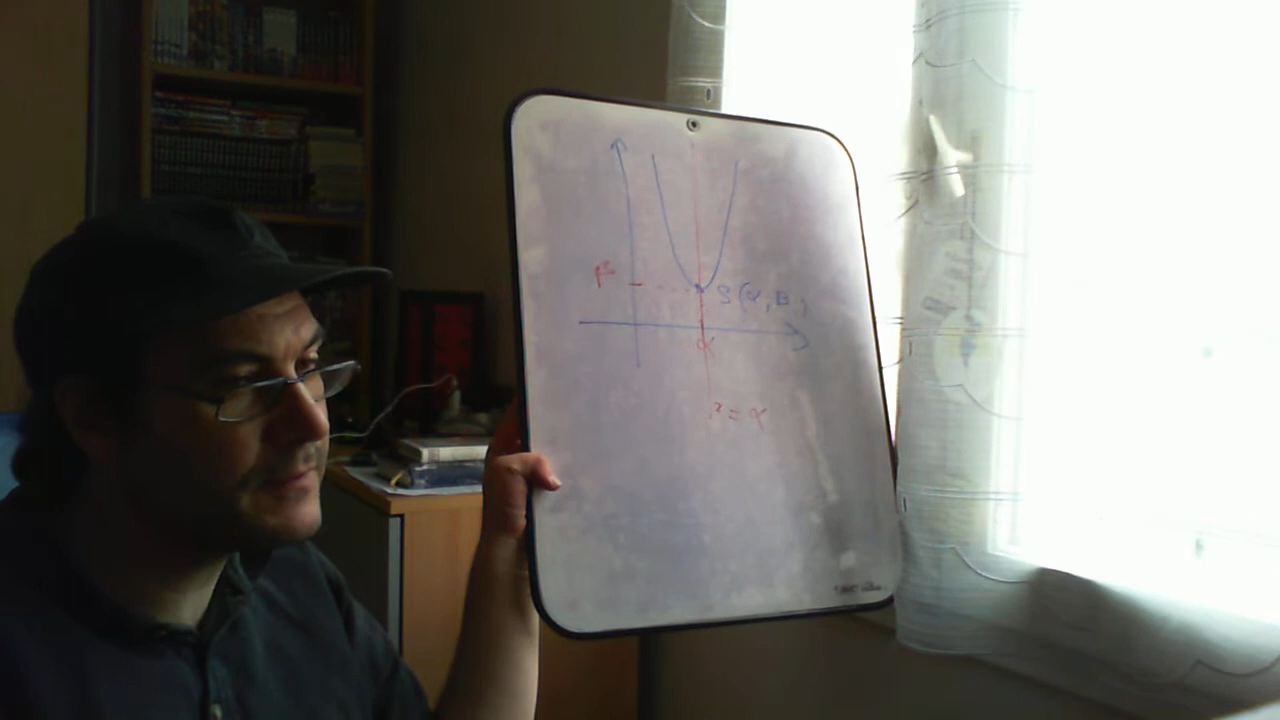 β
S(α, β)
α
x = α